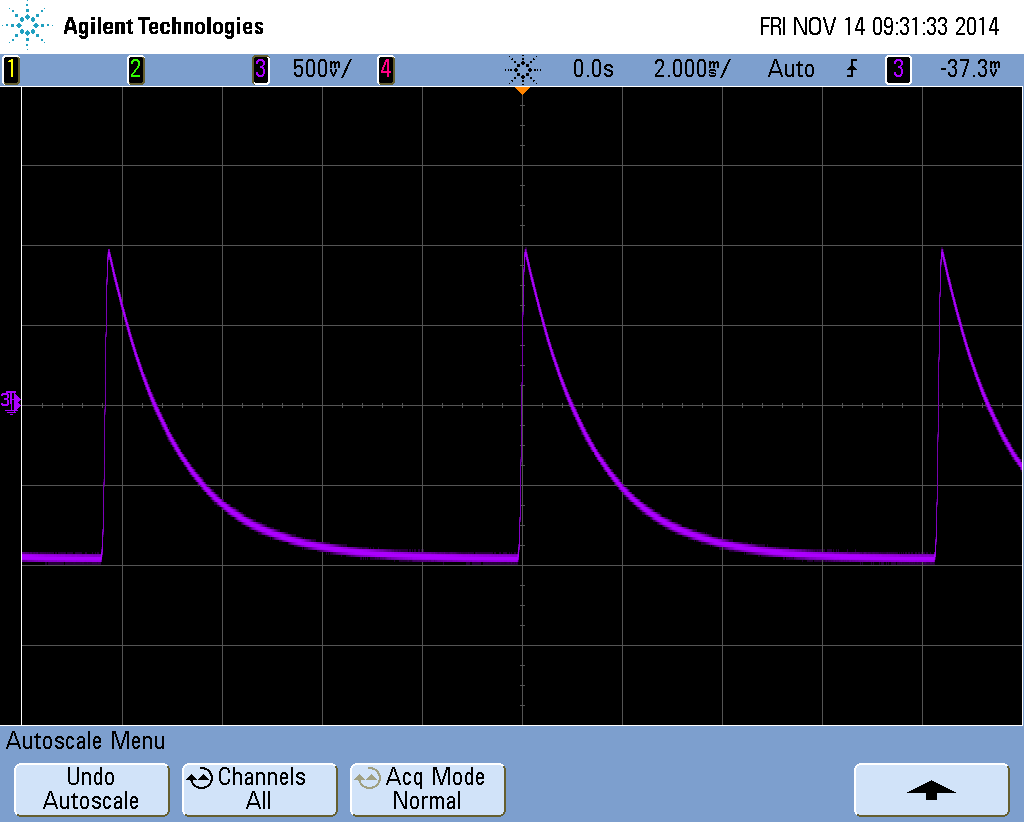 Agilent Technologies FRI NOV 14 09:31:33 2014
1 2 3 500mV/ 4 0.0s 2.000ms/ Auto 3 -37.3mV
3
Autoscale Menu
Undo Autoscale
Channels All
Acq Mode Normal